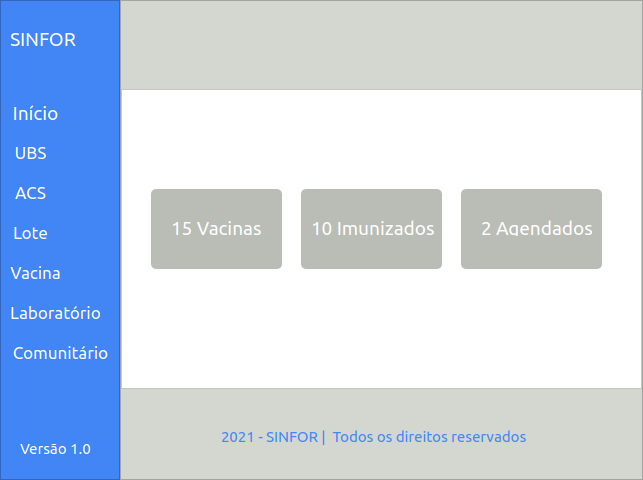 SINFOR
Início
UBS
ACS
Lote
Vacina
Laboratório
Comunitário
Versão 1.0
15 Vacinas
10 Imunizados
2 Agendados
2021 - SINFOR | Todos os direitos reservados